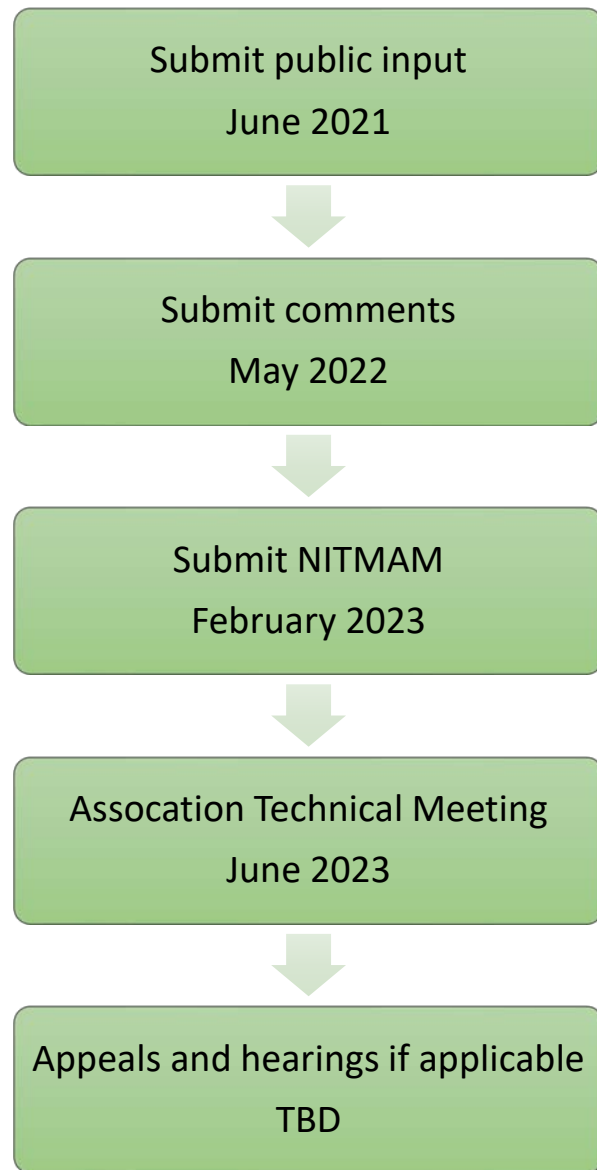 Submit public input
June 2021
Submit comments
May 2022
Submit NITMAM
February 2023
Assocation Technical Meeting
June 2023
Appeals and hearings if applicable
TBD